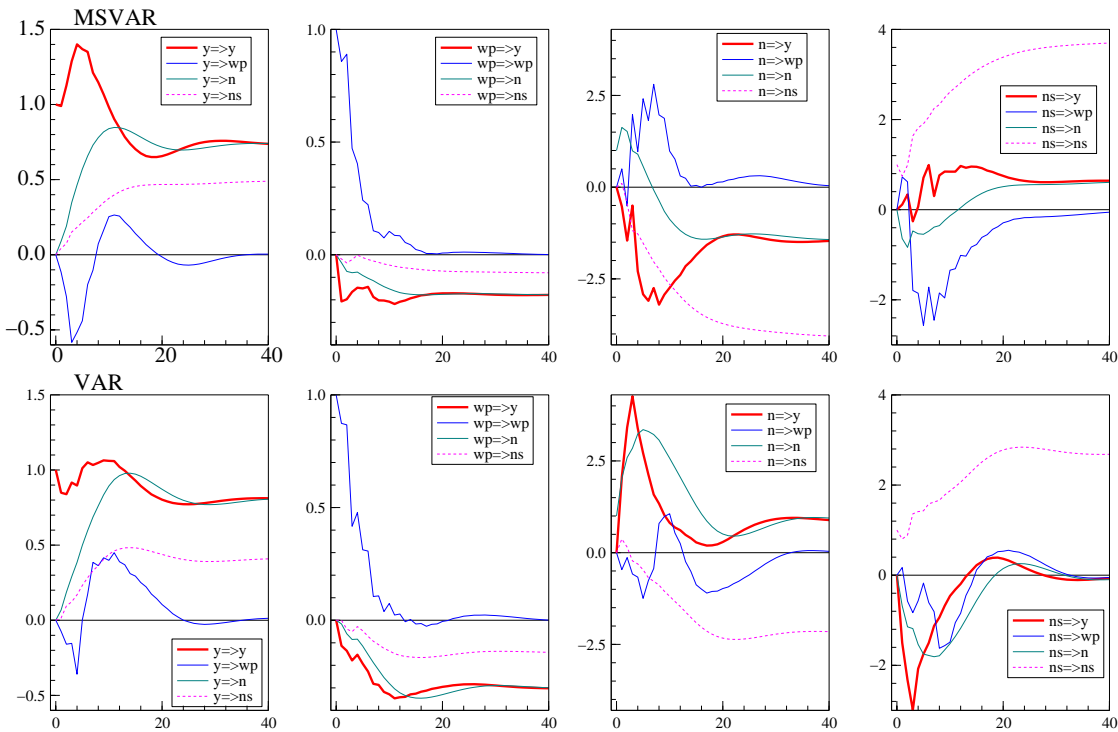 MSVAR
1.5
1.0
0.5
0.0
−0.5
0
20
40
y=>y
y=>wp
y=>n
y=>ns
1.0
0.5
0.0
0
20
40
wp=>y
wp=>wp
wp=>n
wp=>ns
2.5
0.0
−2.5
0
20
40
n=>y
n=>wp
n=>n
n=>ns
4
2
0
−2
0
20
40
ns=>y
ns=>wp
ns=>n
ns=>ns
VAR
1.5
1.0
0.5
0.0
−0.5
0
20
40
y=>y
y=>wp
y=>n
y=>ns
1.0
0.5
0.0
0
20
40
wp=>y
wp=>wp
wp=>n
wp=>ns
2.5
0.0
−2.5
0
20
40
n=>y
n=>wp
n=>n
n=>ns
4
2
0
−2
0
20
40
ns=>y
ns=>wp
ns=>n
ns=>ns